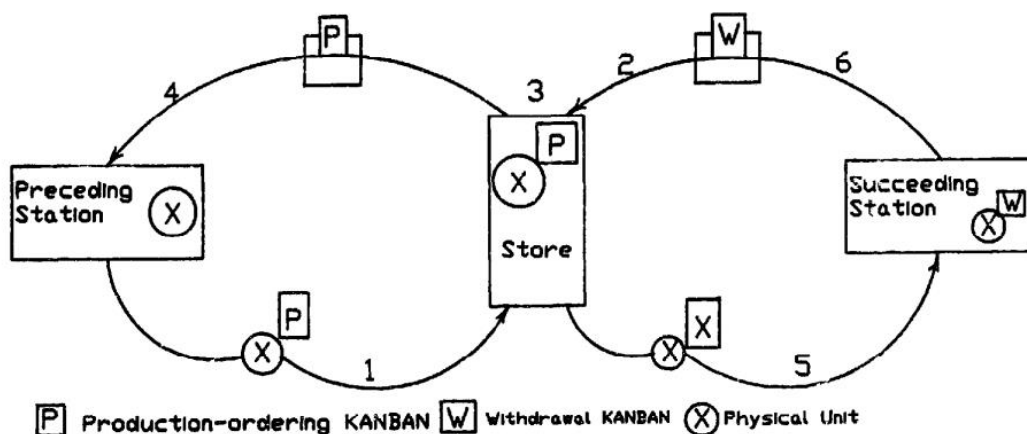 P
W
4
2
6
3
P
X
Preceding
Station
X
Store
Succeeding
Station
X
W
P
X
1
X
X
5
P Production-ordering KANBAN W Withdrawal KANBAN X Physical Unit